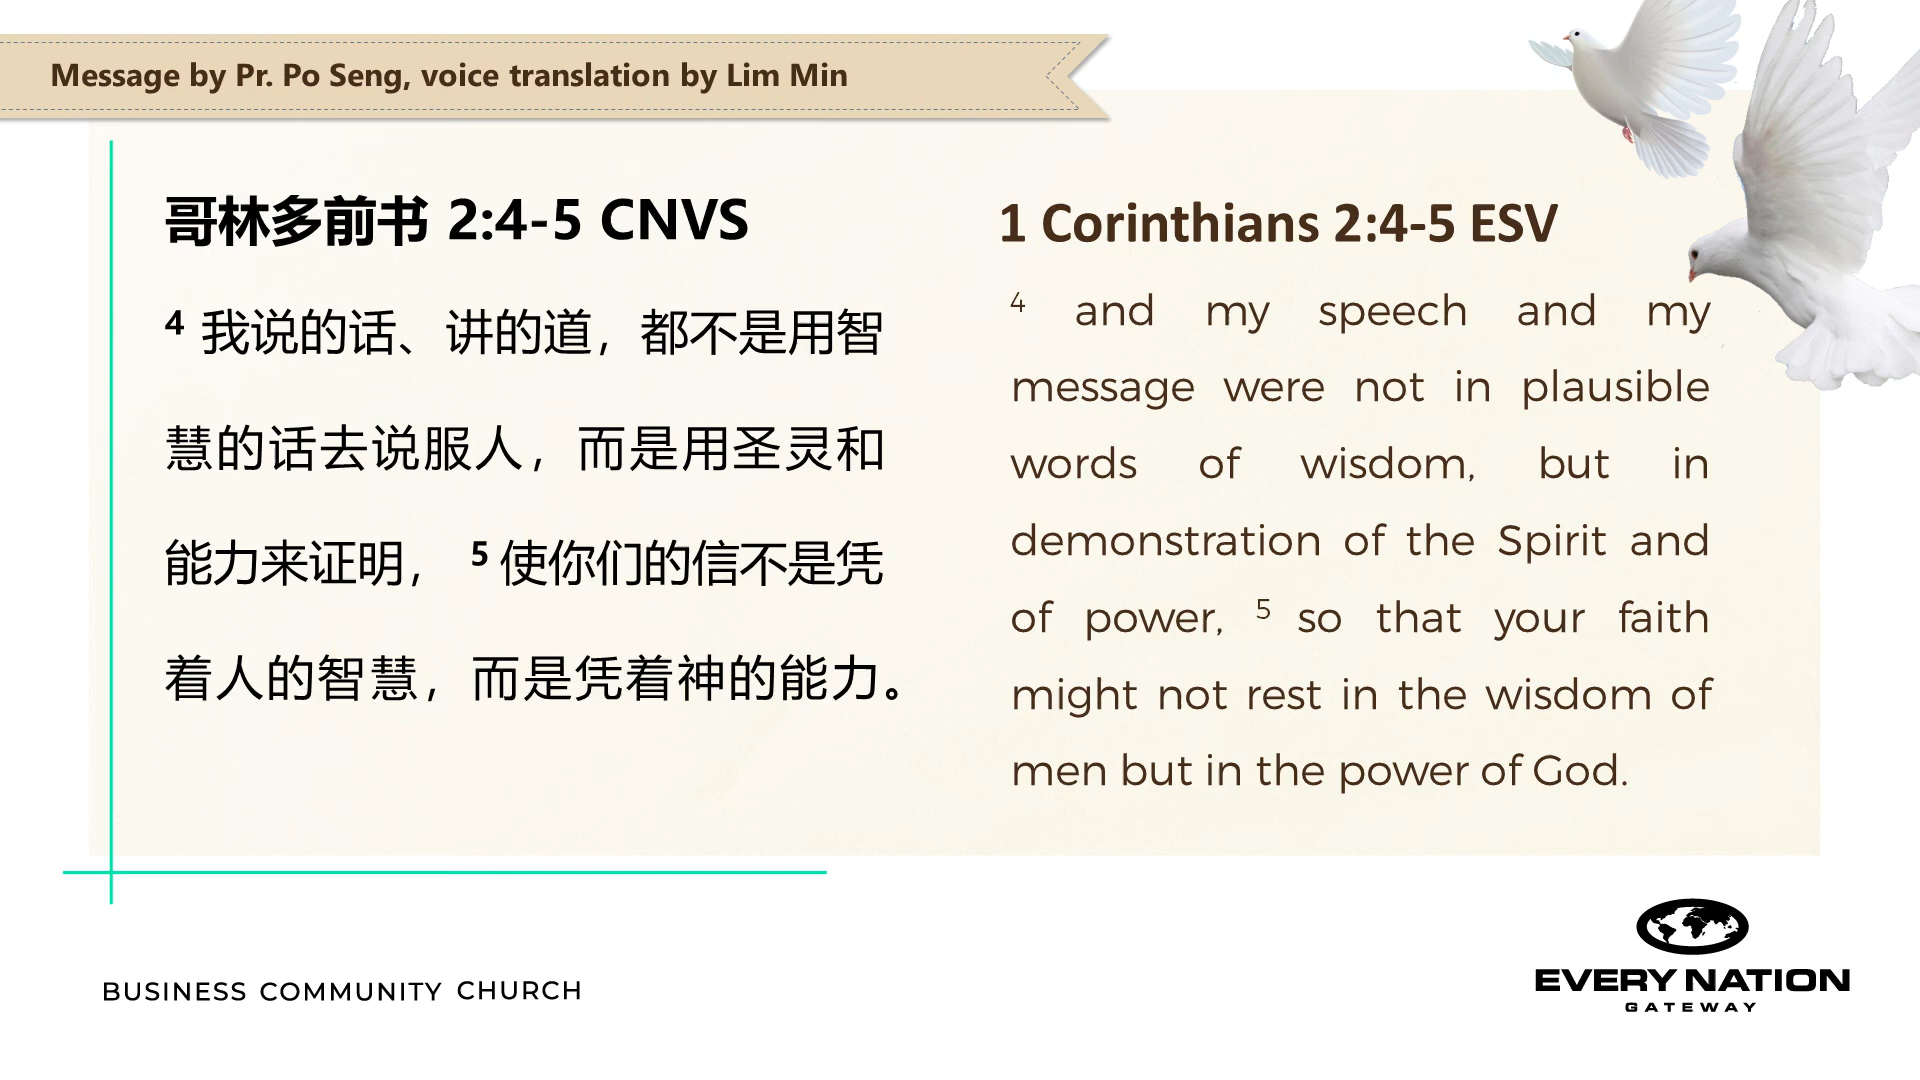 Message by Pr. Po Seng, voice translation by Lim Min
哥林多前书 2:4-5 CNVS
4 我说的话、讲的道，都不是用智
慧的话去说服人，而是用圣灵和
能力来证明， 5 使你们的信不是凭
着人的智慧，而是凭着神的能力。
1 Corinthians 2:4-5 ESV
4 and my speech and my
message were not in plausible
words of wisdom, but in
demonstration of the Spirit and
of power, 5 so that your faith
might not rest in the wisdom of
men but in the power of God.
BUSINESS COMMUNITY CHURCH
EVERY NATION
GATEWAY